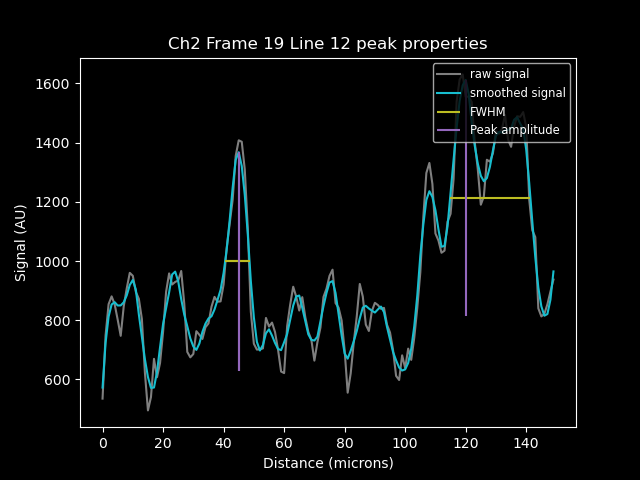 Ch2 Frame 19 Line 12 peak properties
raw signal
smoothed signal
FWHM
Peak amplitude
1600
1400
1200
1000
800
600
Signal (AU)
0 20 40 60 80 100 120 140
Distance (microns)